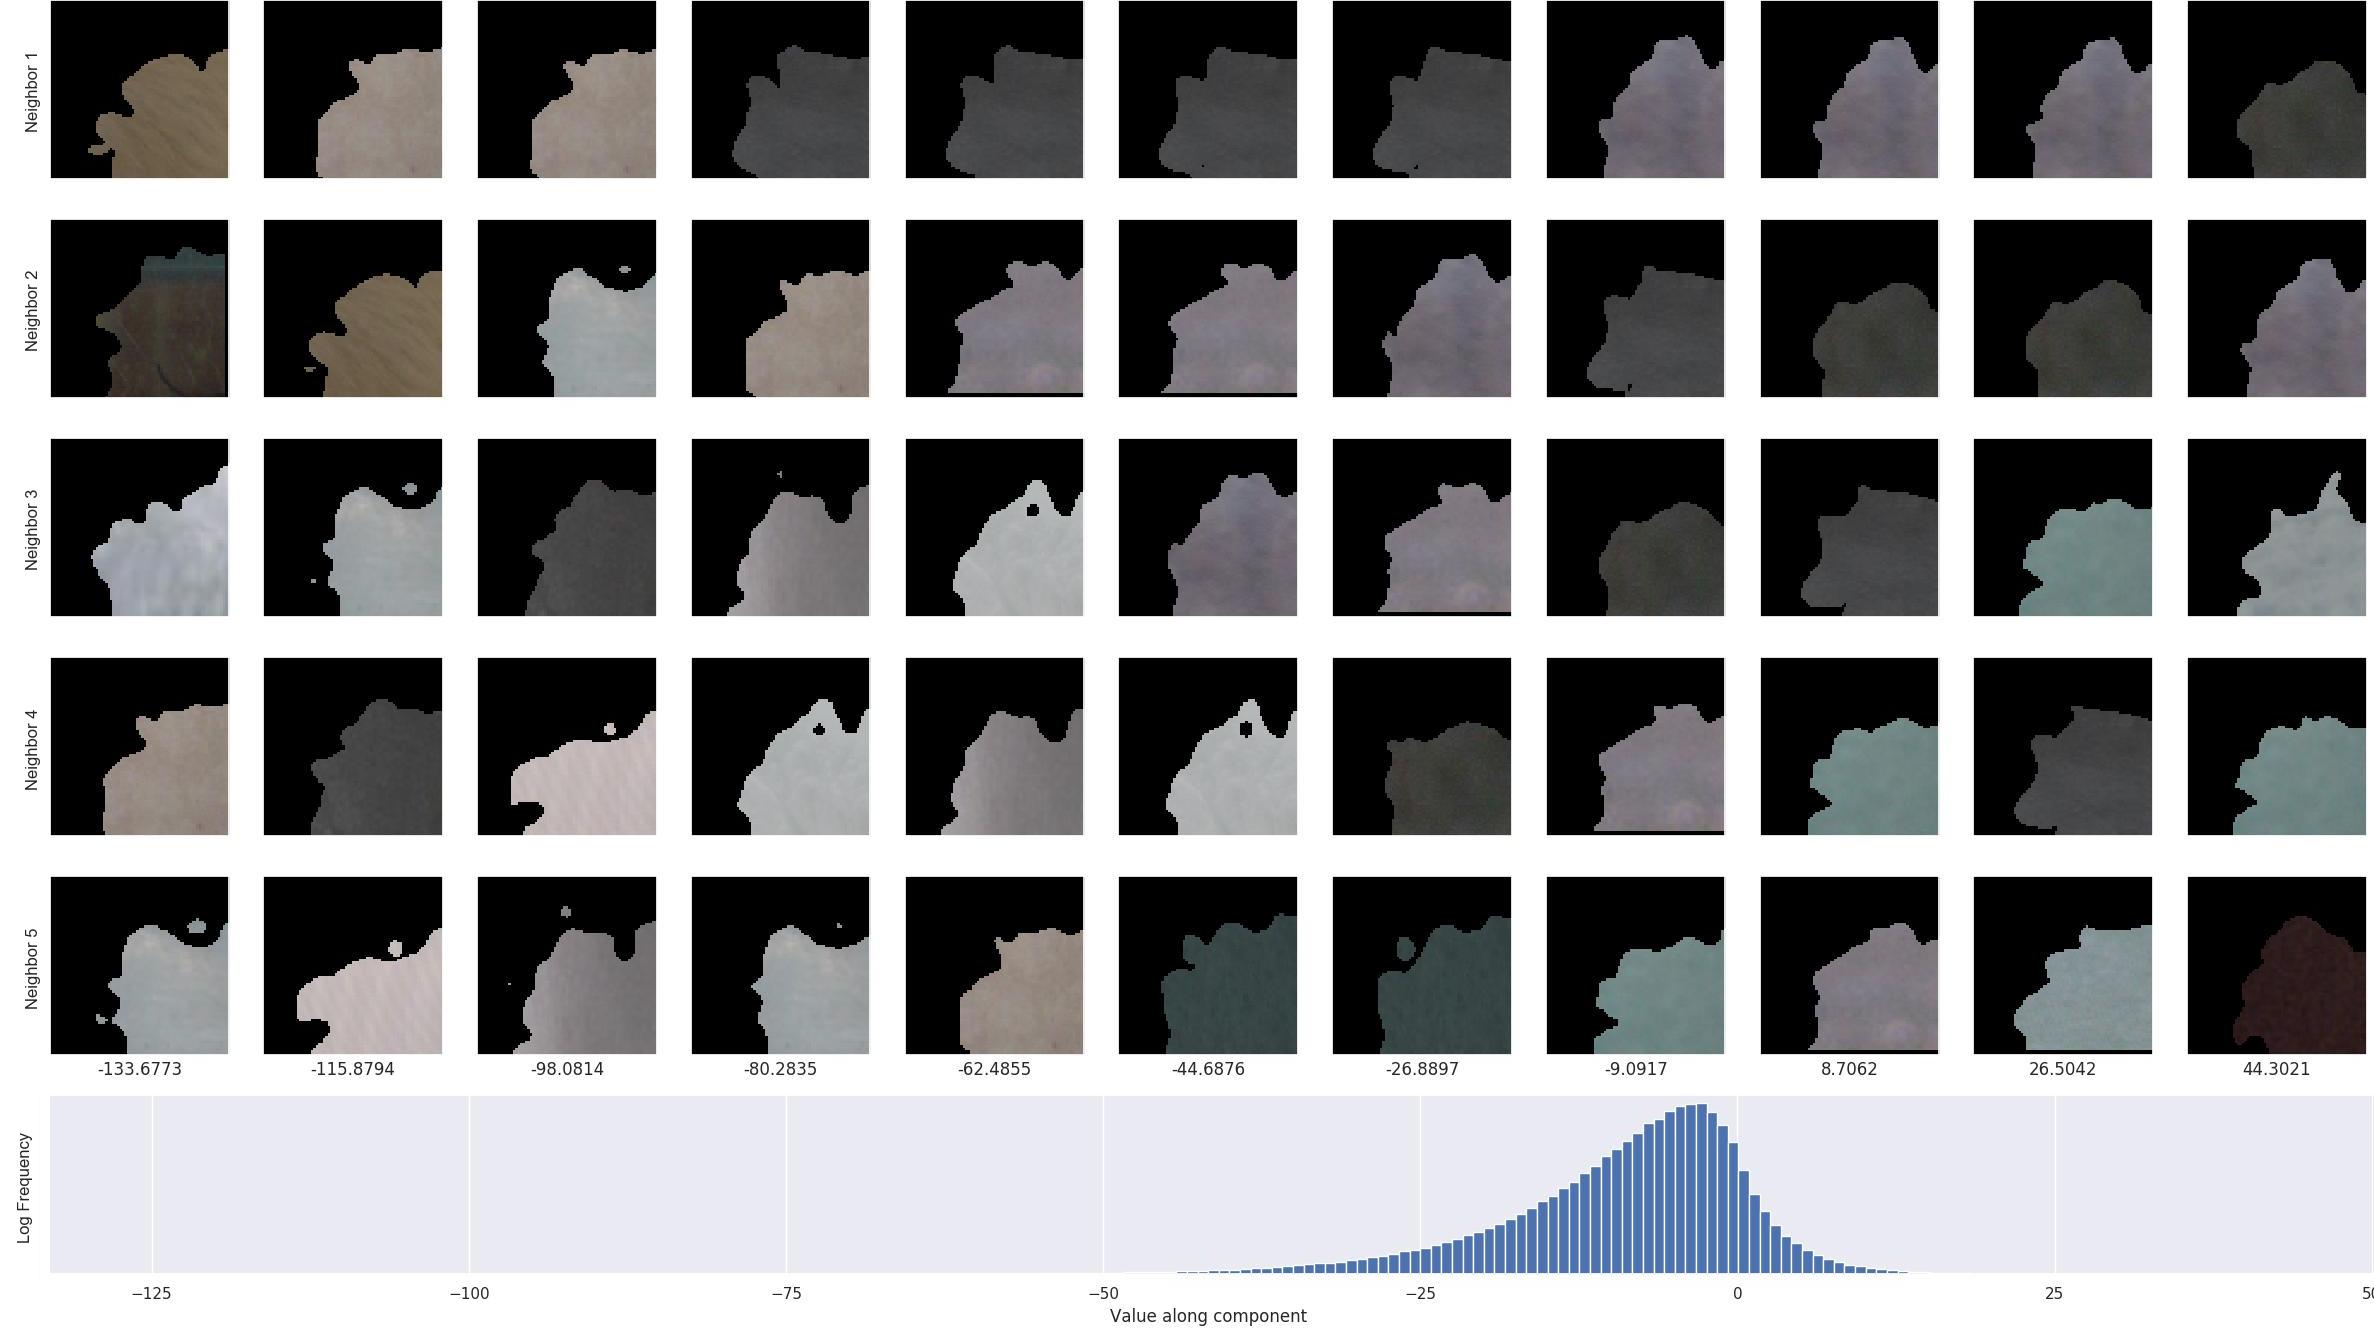 Neighbor 1
Neighbor 2
Neighbor 3
Neighbor 4
Neighbor 5
-133.6773 -115.8794 -98.0814 -80.2835 -62.4855 -44.6876 -26.8897 -9.0917 8.7062 26.5042 44.3021
Log Frequency
−125 −100 −75 −50 −25 0 25
Value along component